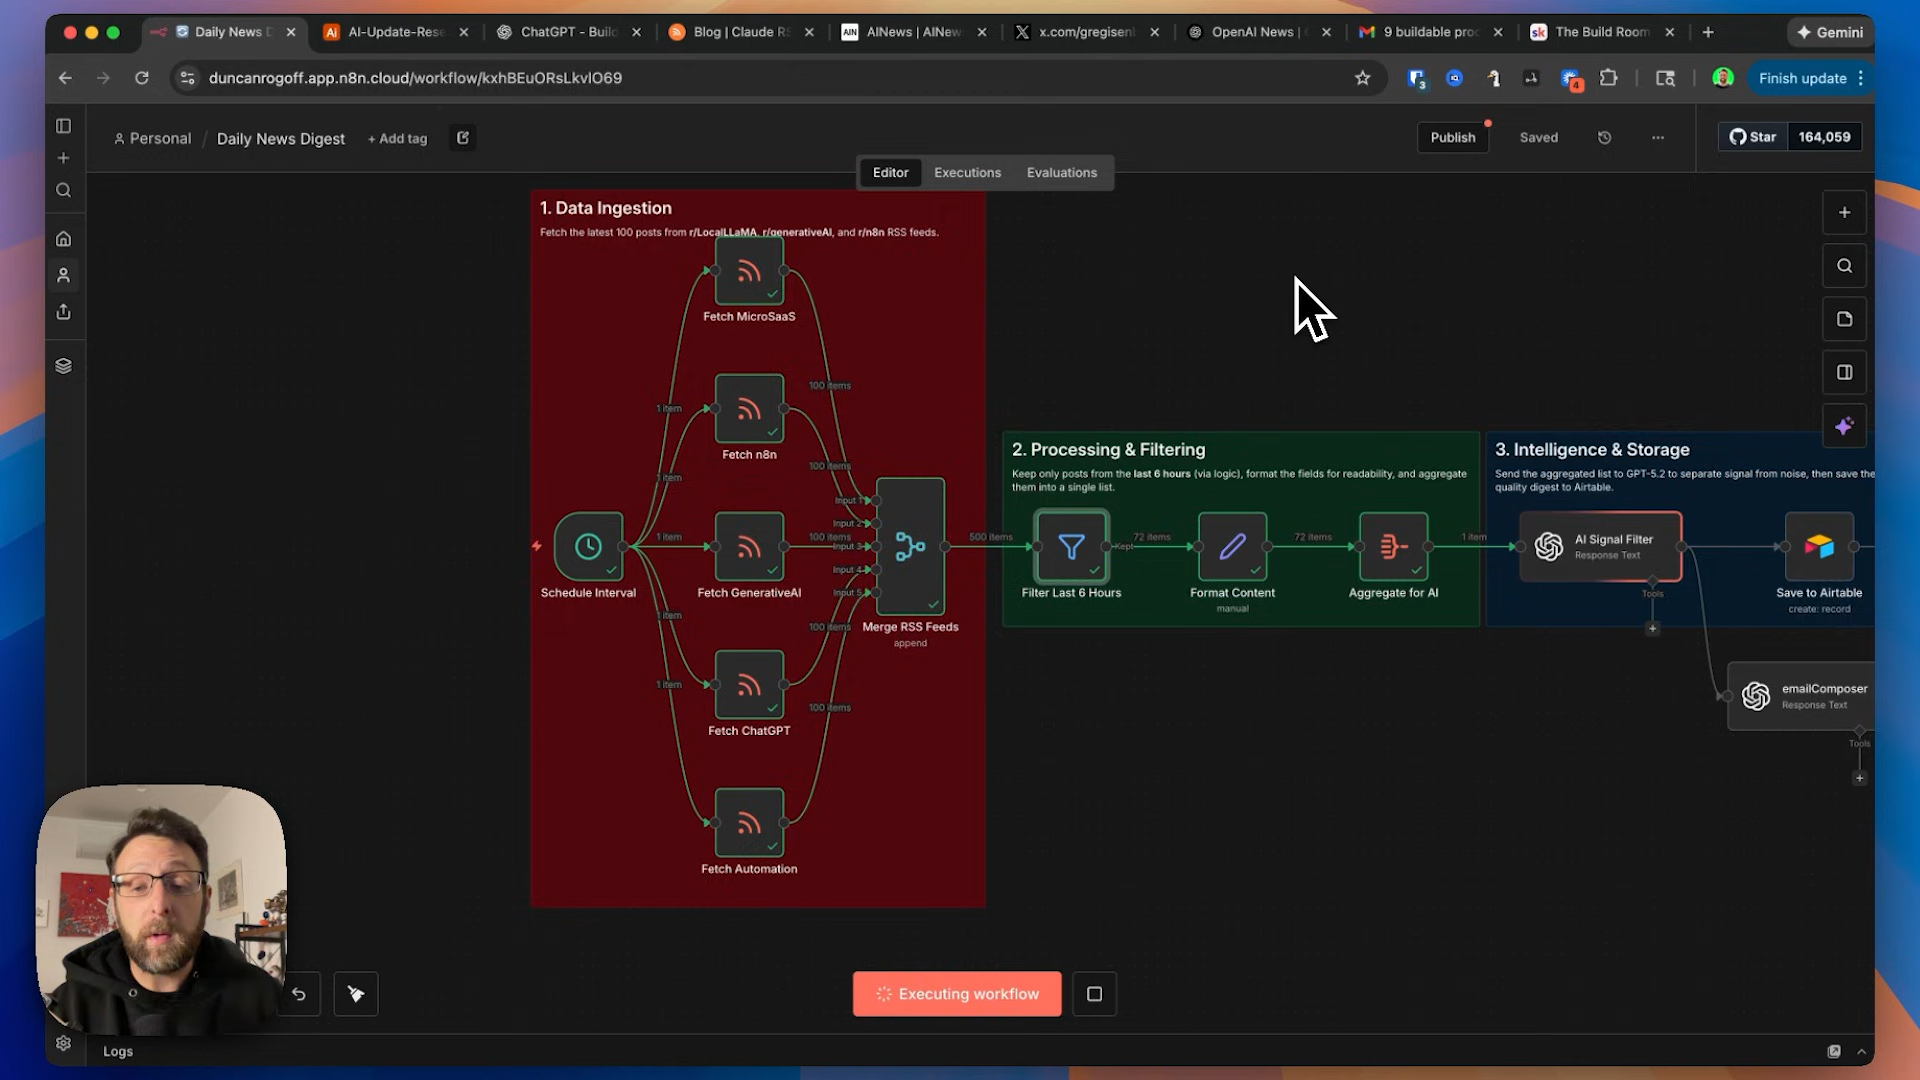 Daily News D
AI-Update-Rese
ChatGPT - Build
Blog | Claude RS
AIN AINews | AINew
x.com/gregisenb
OpenAI News |
9 buildable prod
sk The Build Room
Gemini
duncanrogoff.app.n8n.cloud/workflow/kxhBEuORsLkvIO69
3
4
Finish update
Personal / Daily News Digest + Add tag
Publish
Saved
Star 164,059
Editor Executions Evaluations
1. Data Ingestion
Fetch the latest 100 posts from r/LocalLLaMA, r/generativeAI, and r/n8n RSS feeds.
Fetch MicroSaaS
100 items
1 item
Fetch n8n
100 items
1 item
Input 1
Input 2
1 item
100 items
Input 3
Input 4
Input 5
Schedule Interval
Fetch GenerativeAI
1 item
100 items
Merge RSS Feeds
append
1 item
100 items
Fetch ChatGPT
Fetch Automation
500 items
2. Processing & Filtering
Keep only posts from the last 6 hours (via logic), format the fields for readability, and aggregate
them into a single list.
Kept
72 items
72 items
1 item
Filter Last 6 Hours
Format Content
manual
Aggregate for AI
3. Intelligence & Storage
Send the aggregated list to GPT-5.2 to separate signal from noise, then save the
quality digest to Airtable.
AI Signal Filter
Response Text
Tools
Save to Airtable
create: record
emailComposer
Response Text
Tools
Executing workflow
Logs